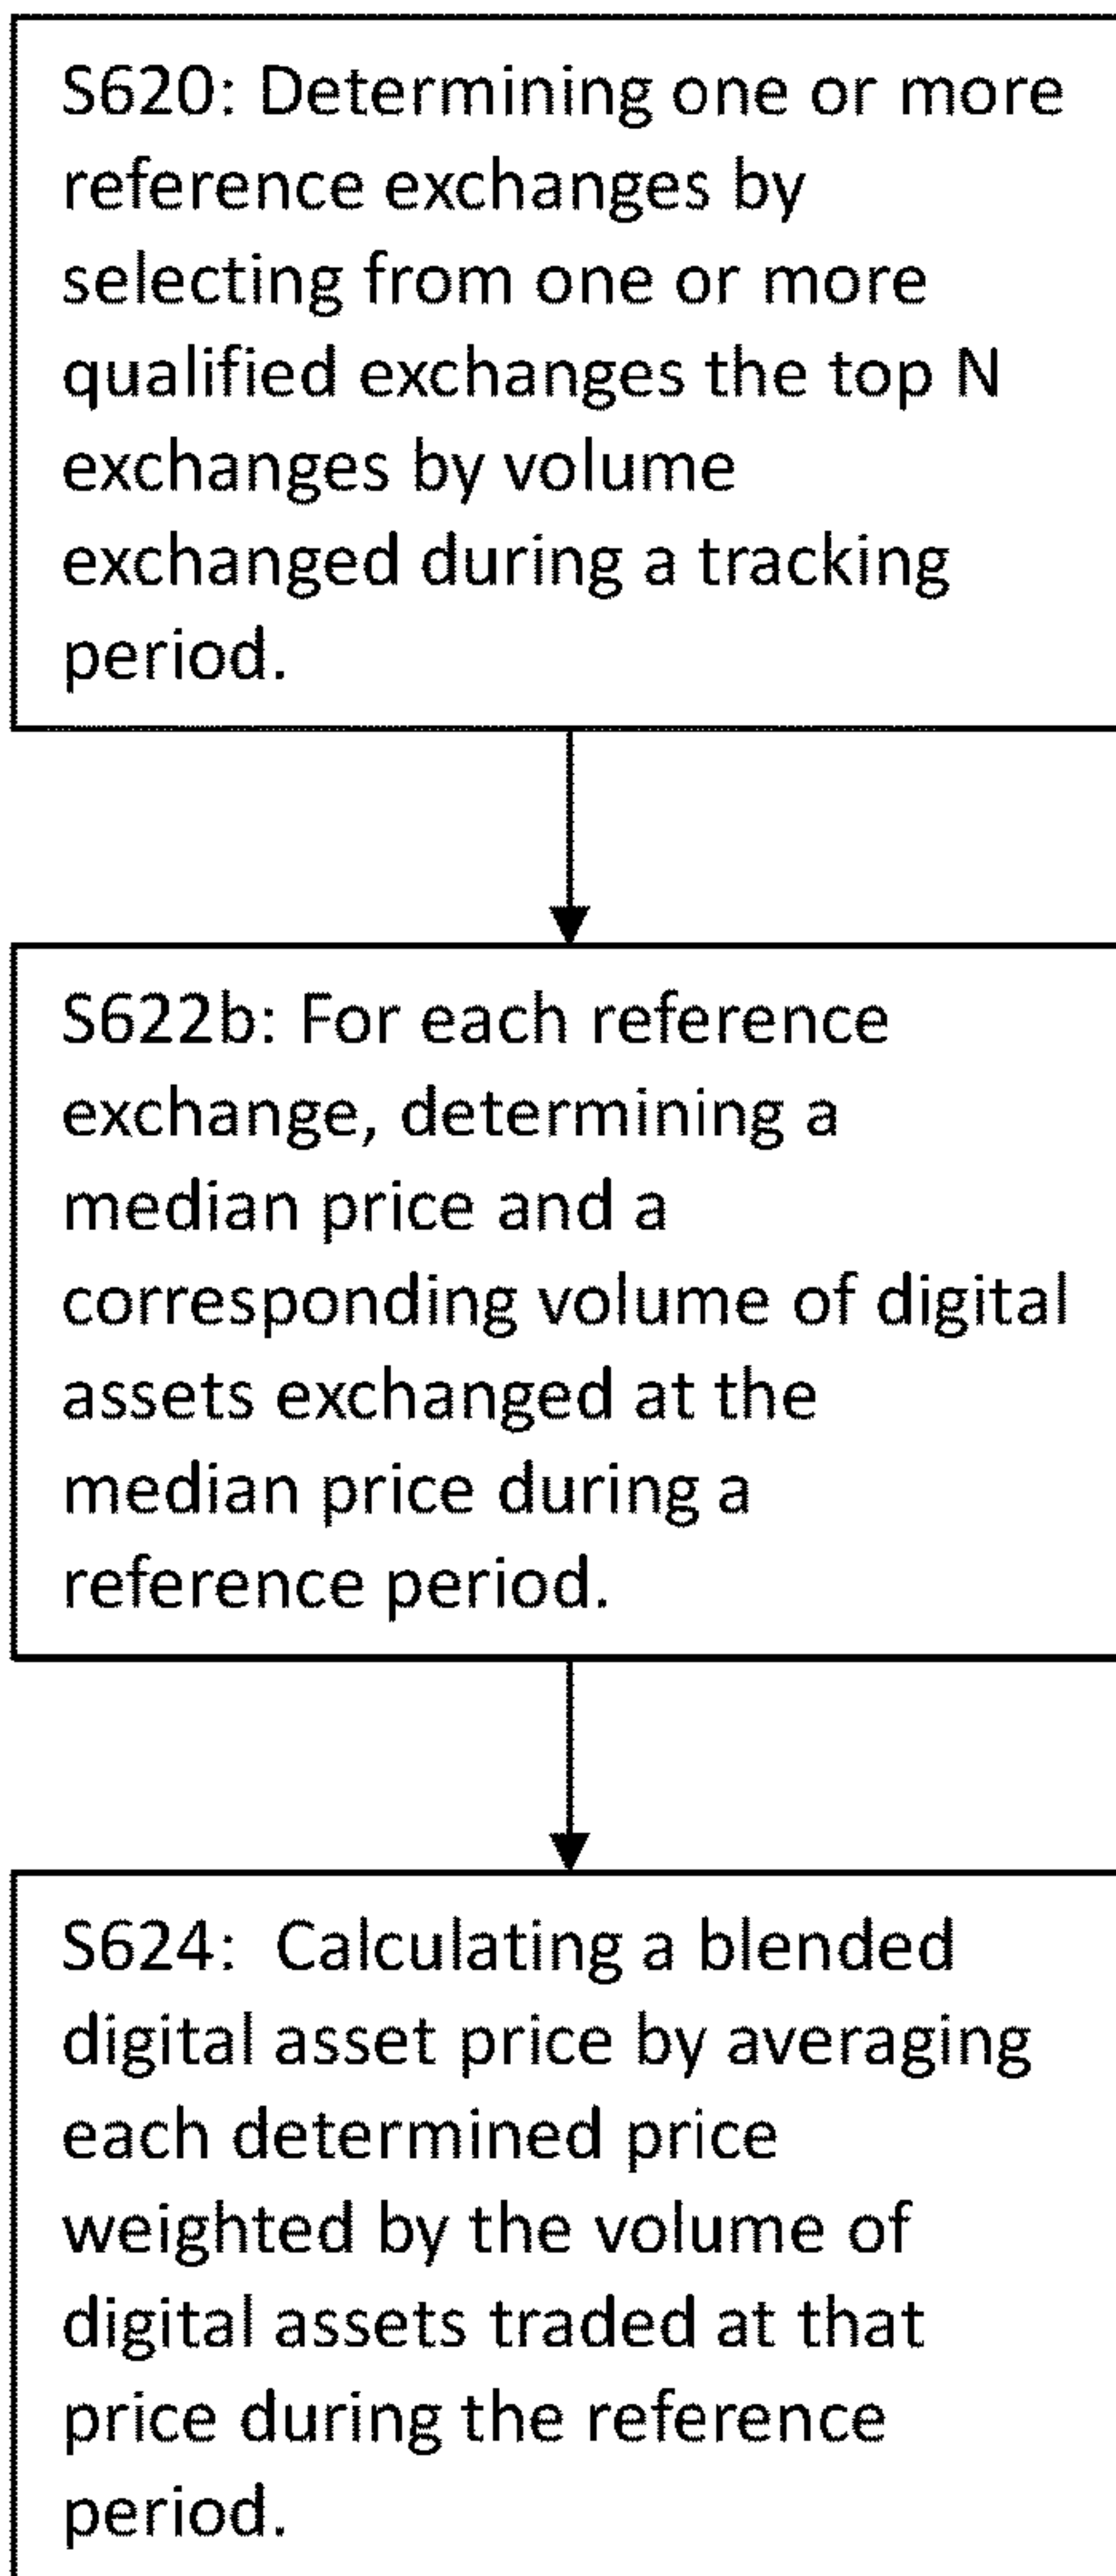 S620: Determining one or more
reference exchanges by
selecting from one or more
qualified exchanges the top N
exchanges by volume
exchanged during a tracking
period.
S622b: For each reference
exchange, determining a
median price and a
corresponding volume of digital
assets exchanged at the
median price during a
reference period.
S624:  Calculating a blended
digital asset price by averaging
each determined price
weighted by the volume of
digital assets traded at that
price during the reference
period.